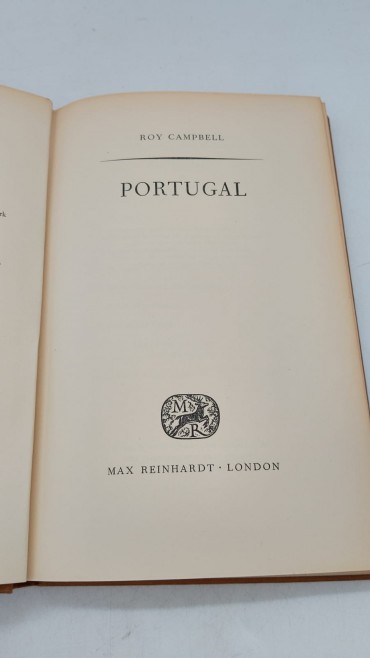 ROY CAMPBELL
PORTUGAL
M
R
MAX REINHARDT · LONDON